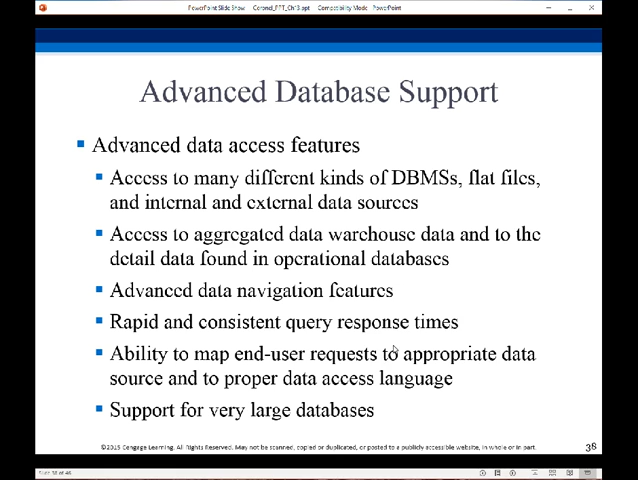 PowerPoint Slide Show - Coronel_PPT_Ch13.ppt [Compatibility Mode] - PowerPoint
Advanced Database Support
Advanced data access features
Access to many different kinds of DBMSs, flat files,
and internal and external data sources
Access to aggregated data warehouse data and to the
detail data found in operational databases
Advanced data navigation features
Rapid and consistent query response times
Ability to map end-user requests to appropriate data
source and to proper data access language
Support for very large databases
©2015 Cengage Learning. All Rights Reserved. May not be scanned, copied or duplicated, or posted to a publicly accessible website, in whole or in part.
38
Slide 38 of 46